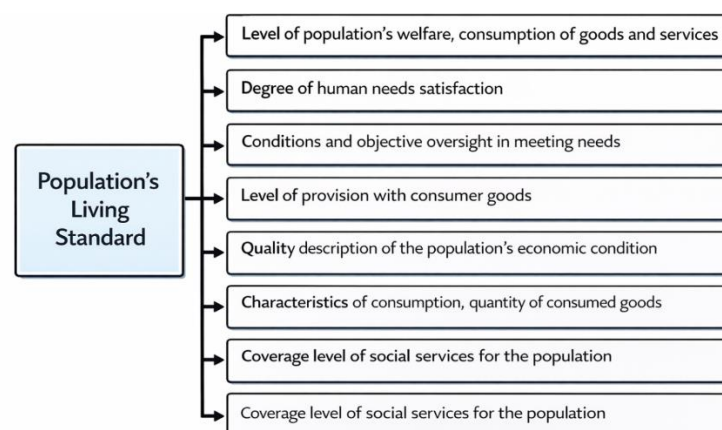 Population's
Living
Standard
Level of population's welfare, consumption of goods and services
Degree of human needs satisfaction
Conditions and objective oversight in meeting needs
Level of provision with consumer goods
Quality description of the population's economic condition
Characteristics of consumption, quantity of consumed goods
Coverage level of social services for the population
Coverage level of social services for the population